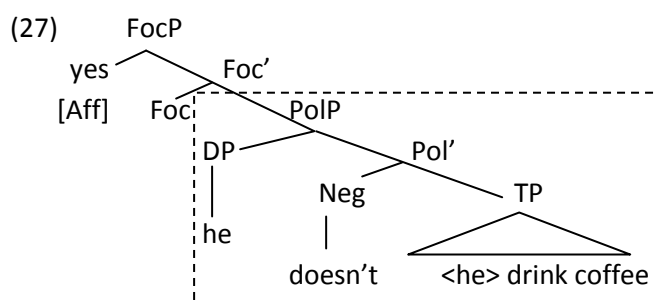 (27) FocP
yes Foc’
[Aff] Foc PolP
DP Pol’
Neg TP
he
doesn’t <he> drink coffee